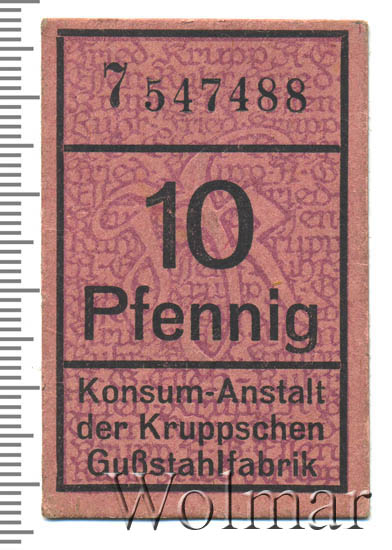 7 547488
10
Pfennig
Konsum-Anstalt
der Kruppschen
Gußstahlfabrik
Wolmar